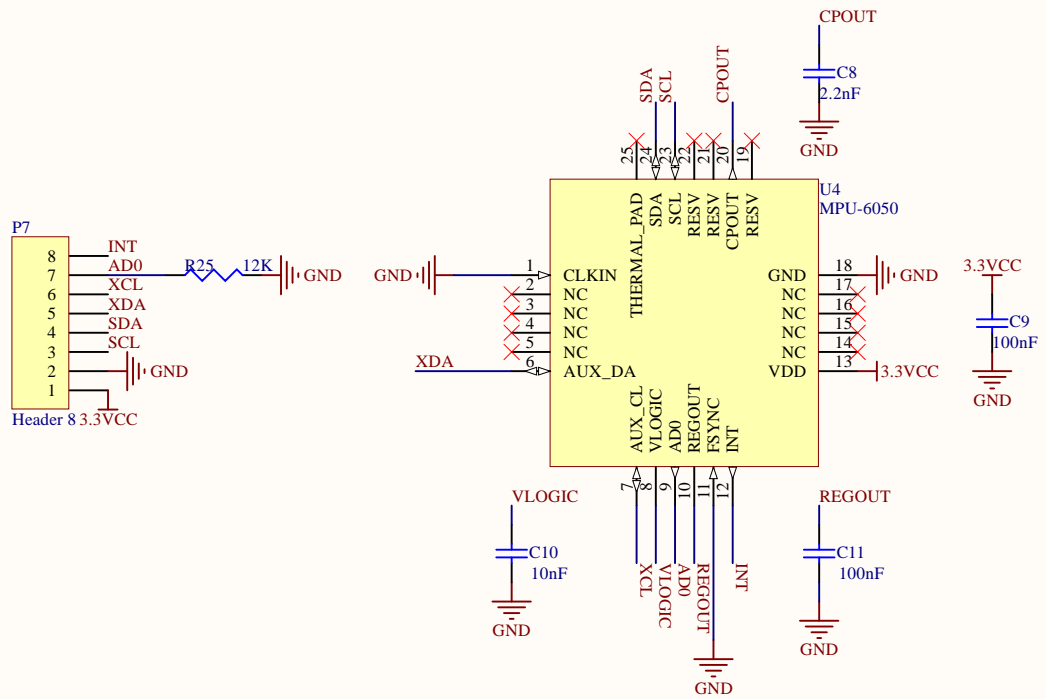 CPOUT
C8
2.2nF
GND
SDA
SCL
CPOUT
25
24
23
22
21
20
19
U4
MPU-6050
THERMAL_PAD
SDA
SCL
RESV
RESV
CPOUT
RESV
P7
8 INT
7 AD0 R25 12K GND
6 XCL
5 XDA
4 SDA
3 SCL
2 GND
1
Header 8 3.3VCC
GND 1 CLKIN
2 NC
3 NC
4 NC
5 NC
XDA 6 AUX_DA
GND 18 GND
NC 17
NC 16
NC 15
NC 14
VDD 13 3.3VCC
3.3VCC
C9
100nF
GND
AUX_CL
VLOGIC
AD0
REGOUT
FSYNC
INT
7
8
9
10
11
12
XCL
VLOGIC
AD0
REGOUT
INT
GND
VLOGIC
C10
10nF
GND
REGOUT
C11
100nF
GND